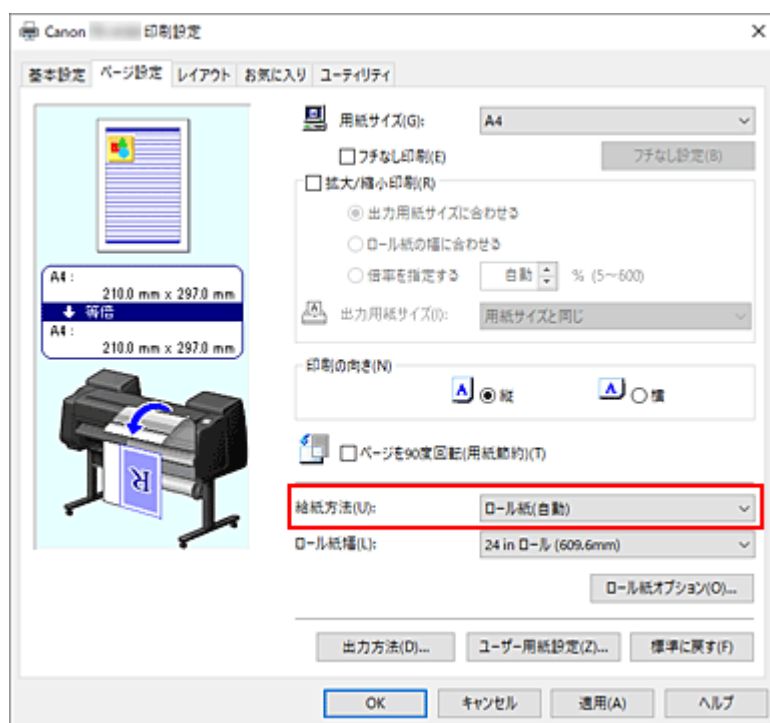 Canon 印刷設定
基本設定 ページ設定 レイアウト お気に入り ユーティリティ
用紙サイズ(G): A4
フチなし印刷(E) フチなし設定(B)
拡大/縮小印刷(R)
出力用紙サイズに合わせる
ロール紙の幅に合わせる
倍率を指定する 自動 % (5～600)
出力用紙サイズ(I): 用紙サイズと同じ
A4 :
210.0 mm x 297.0 mm
等倍
A4 :
210.0 mm x 297.0 mm
印刷の向き(N)
A 縦 A 横
ページを90度回転(用紙節約)(T)
R
給紙方法(U): ロール紙(自動)
ロール紙幅(L): 24 in ロール (609.6mm)
ロール紙オプション(O)...
出力方法(D)... ユーザー用紙設定(Z)... 標準に戻す(F)
OK キャンセル 適用(A) ヘルプ